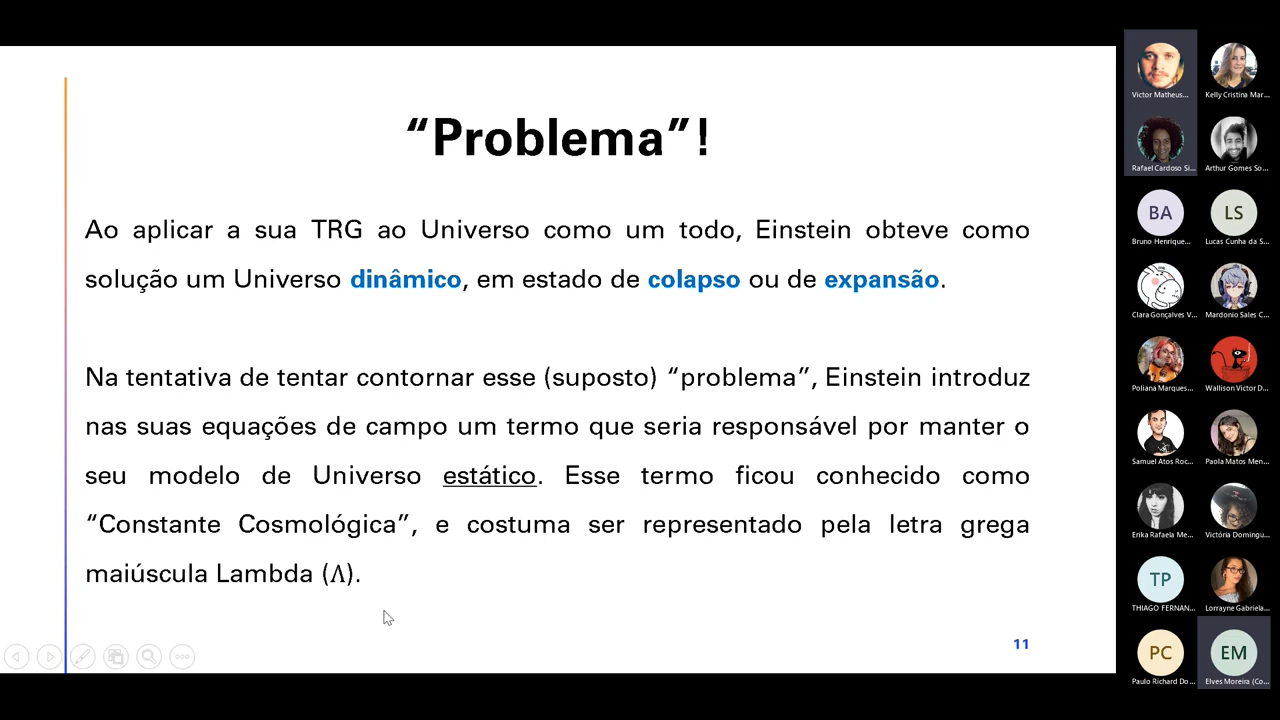 “Problema”!
Ao aplicar a sua TRG ao Universo como um todo, Einstein obteve como
solução um Universo dinâmico, em estado de colapso ou de expansão.
Na tentativa de tentar contornar esse (suposto) “problema”, Einstein introduz
nas suas equações de campo um termo que seria responsável por manter o
seu modelo de Universo estático. Esse termo ficou conhecido como
“Constante Cosmológica”, e costuma ser representado pela letra grega
maiúscula Lambda (Λ).
11
Victor Matheus...
Kelly Cristina Mar...
Rafael Cardoso Si...
Arthur Gomes So...
BA
LS
Bruno Henrique...
Lucas Cunha da S...
Clara Gonçalves V...
Mardonio Sales C...
Poliana Marques...
Wallison Victor D...
Samuel Atos Roc...
Paola Matos Men...
Erika Rafaela Me...
Victória Domingu...
TP
THIAGO FERNAN...
Lorrayne Gabriela...
PC
EM
Paulo Richard Do...
Elves Moreira (Co...